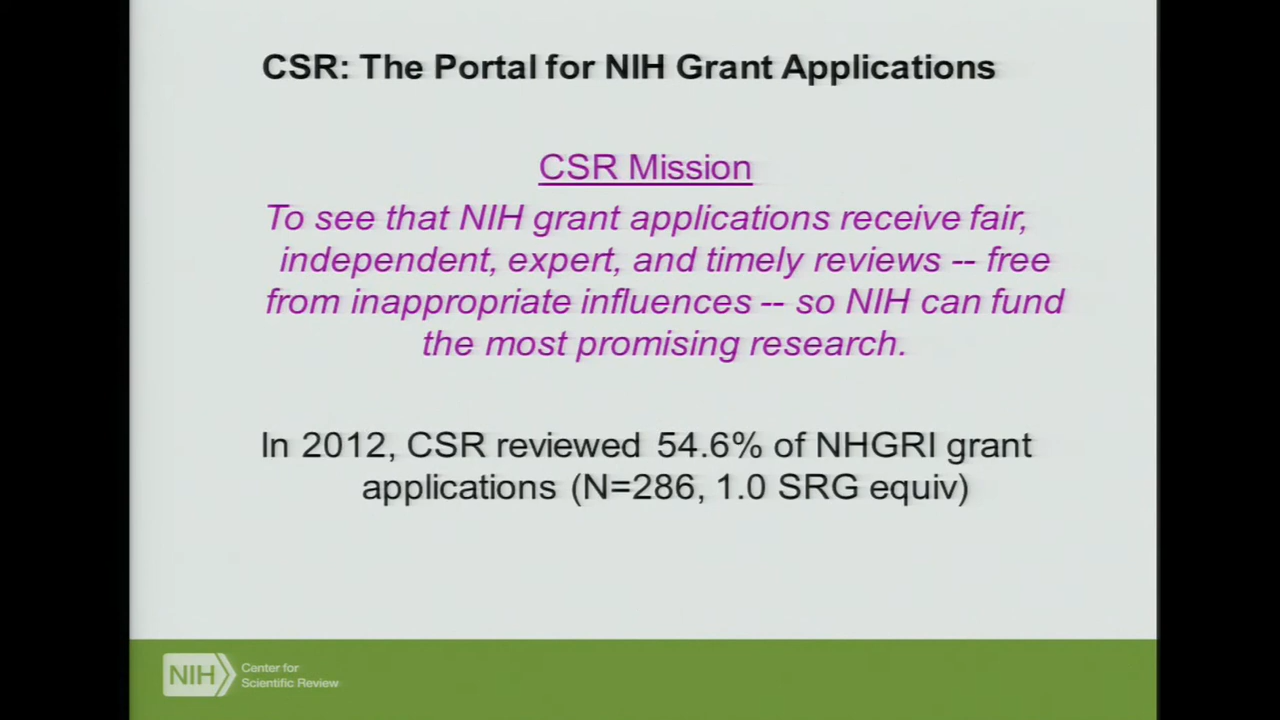 CSR: The Portal for NIH Grant Applications
CSR Mission
To see that NIH grant applications receive fair,
independent, expert, and timely reviews -- free
from inappropriate influences -- so NIH can fund
the most promising research.
In 2012, CSR reviewed 54.6% of NHGRI grant
applications (N=286, 1.0 SRG equiv)
NIH
Center for
Scientific Review